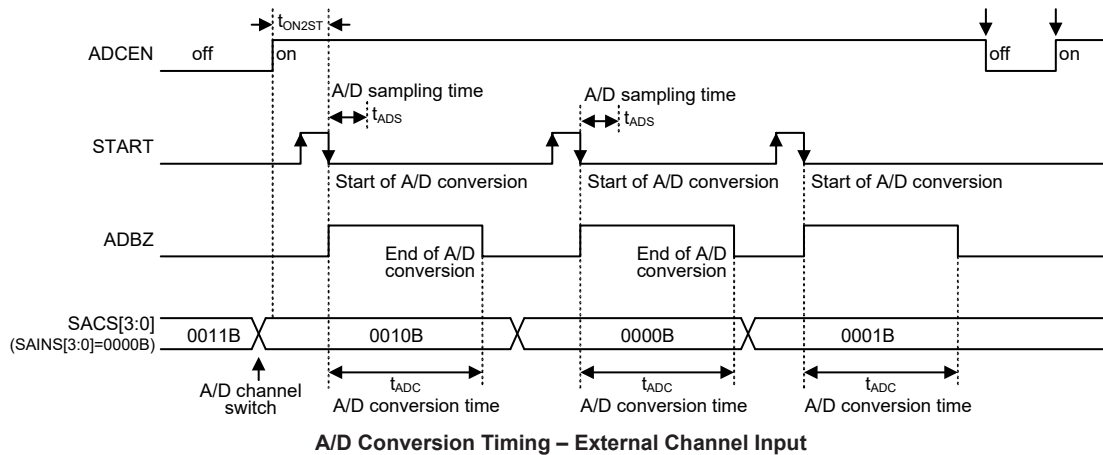 tON2ST
ADCEN
off
on
off
on
A/D sampling time
tADS
A/D sampling time
tADS
START
Start of A/D conversion
Start of A/D conversion
Start of A/D conversion
ADBZ
End of A/D
conversion
End of A/D
conversion
SACS[3:0]
(SAINS[3:0]=0000B)
0011B
0010B
0000B
0001B
A/D channel
switch
tADC
A/D conversion time
tADC
A/D conversion time
tADC
A/D conversion time
A/D Conversion Timing – External Channel Input